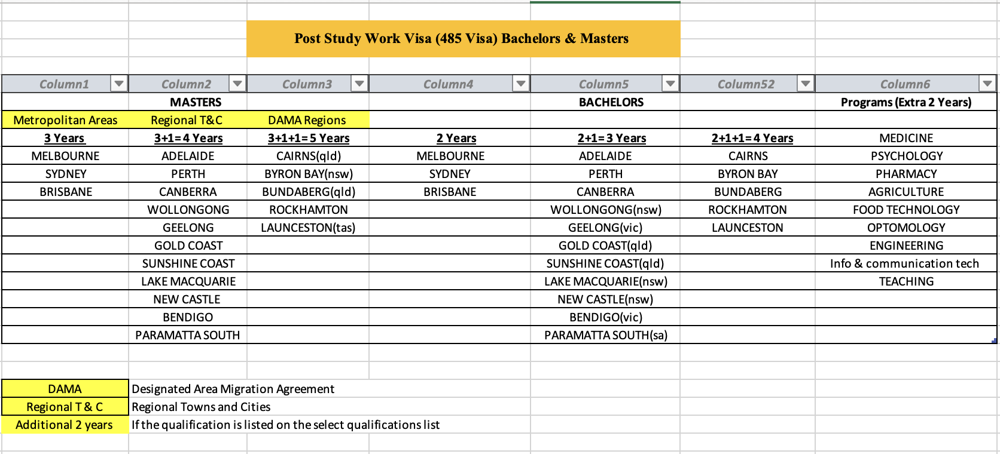 Post Study Work Visa (485 Visa) Bachelors & Masters
Column1 Column2 Column3 Column4 Column5 Column52 Column6
MASTERS BACHELORS Programs (Extra 2 Years)
Metropolitan Areas Regional T&C DAMA Regions
3 Years 3+1=4 Years 3+1+1=5 Years 2 Years 2+1=3 Years 2+1+1=4 Years MEDICINE
MELBOURNE ADELAIDE CAIRNS(qld) MELBOURNE ADELAIDE CAIRNS PSYCHOLOGY
SYDNEY PERTH BYRON BAY(nsw) SYDNEY PERTH BYRON BAY PHARMACY
BRISBANE CANBERRA BUNDABERG(qld) BRISBANE CANBERRA BUNDABERG AGRICULTURE
WOLLONGONG ROCKHAMTON WOLLONGONG(nsw) ROCKHAMTON FOOD TECHNOLOGY
GEELONG LAUNCESTON(tas) GEELONG(vic) LAUNCESTON OPTOMOLOGY
GOLD COAST GOLD COAST(qld) ENGINEERING
SUNSHINE COAST SUNSHINE COAST(qld) Info & communication tech
LAKE MACQUARIE LAKE MACQUARIE(nsw) TEACHING
NEW CASTLE NEW CASTLE(nsw)
BENDIGO BENDIGO(vic)
PARAMATTA SOUTH PARAMATTA SOUTH(sa)
DAMA Designated Area Migration Agreement
Regional T & C Regional Towns and Cities
Additional 2 years If the qualification is listed on the select qualifications list